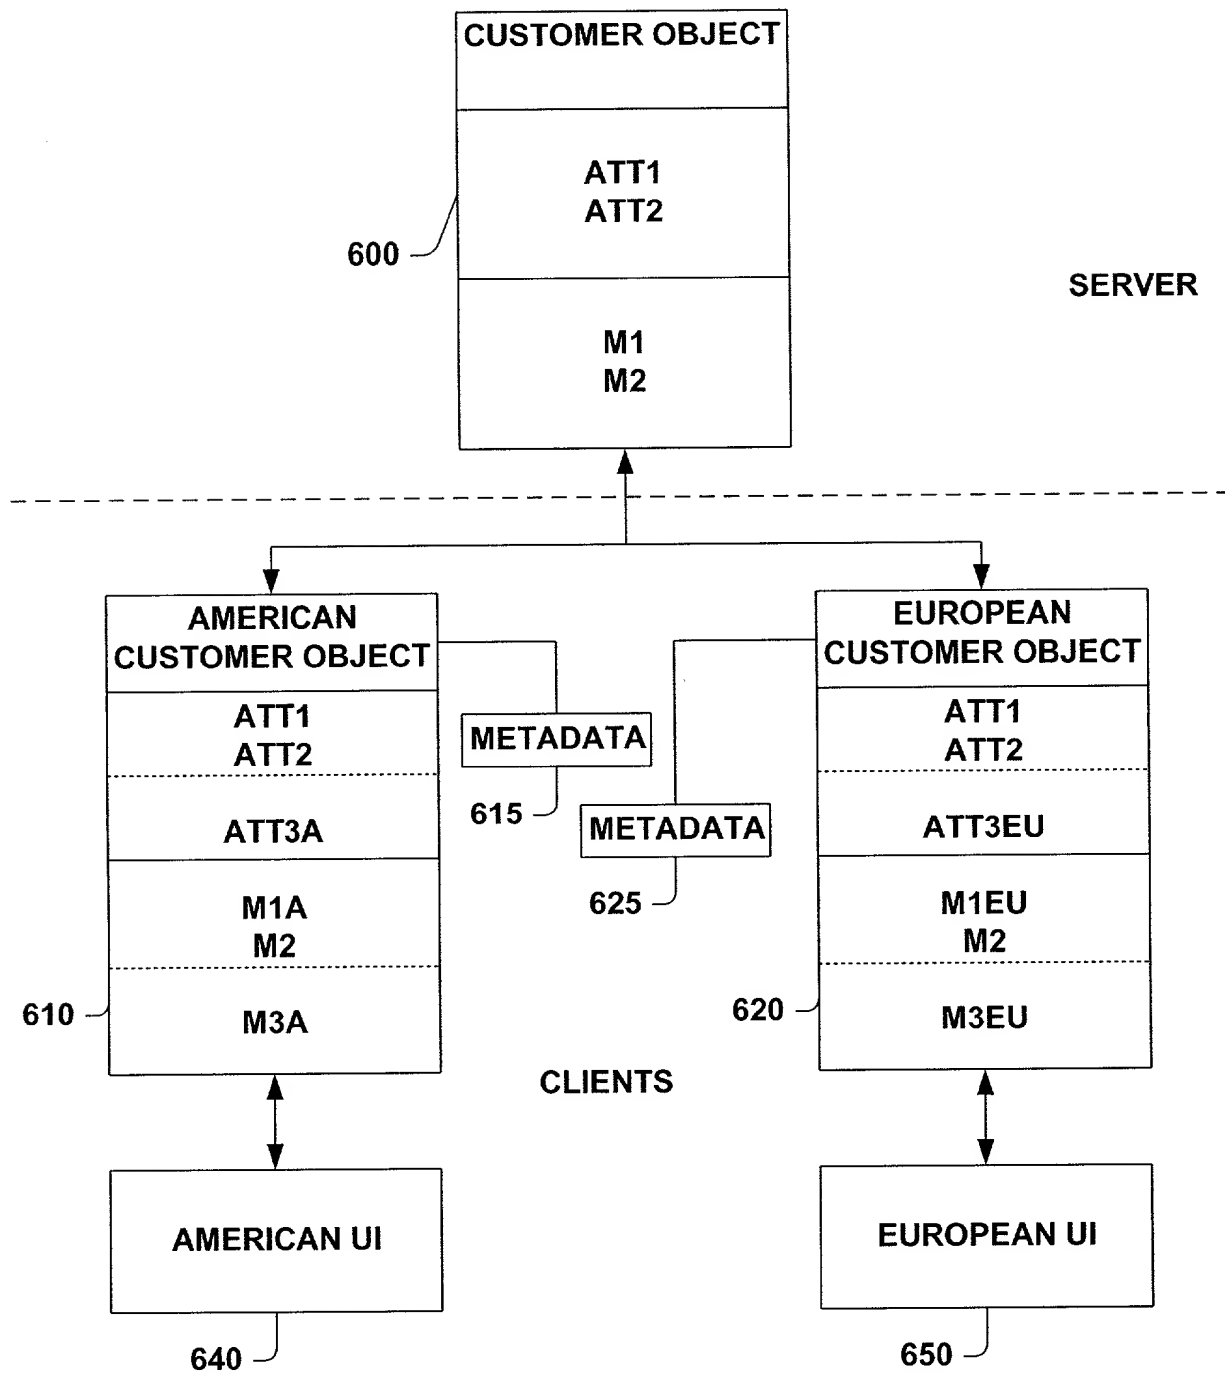 CUSTOMER OBJECT
ATT1
ATT2
600
SERVER
M1
M2
AMERICAN
CUSTOMER OBJECT
ATT1
ATT2
ATT3A
M1A
M2
M3A
610
METADATA
615
METADATA
625
EUROPEAN
CUSTOMER OBJECT
ATT1
ATT2
ATT3EU
M1EU
M2
M3EU
620
CLIENTS
AMERICAN UI
640
EUROPEAN UI
650